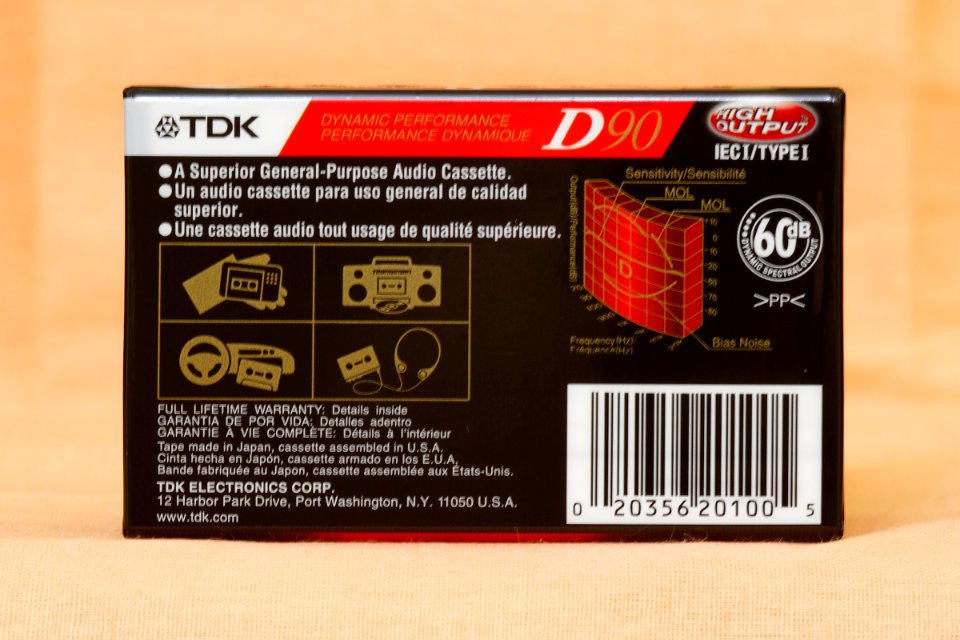 TDK
DYNAMIC PERFORMANCE
PERFORMANCE DYNAMIQUE
D90
HIGH
OUTPUT
IECI/TYPE I
●A Superior General-Purpose Audio Cassette.
●Un audio cassette para uso general de calidad
superior.
●Une cassette audio tout usage de qualité supérieure.
Sensitivity/Sensibilité
MOL
MOL
D
Bias Noise
Frequency(Hz)
Fréquence(Hz)
60dB
DYNAMIC SPECTRAL OUTPUT
>PP<
FULL LIFETIME WARRANTY: Details inside
GARANTIA DE POR VIDA: Detalles adentro
GARANTIE À VIE COMPLÈTE: Détails à l'intérieur
Tape made in Japan, cassette assembled in U.S.A.
Cinta hecha en Japón, cassette armado en los E.U.A.
Bande fabriquée au Japon, cassette assemblée aux États-Unis.
TDK ELECTRONICS CORP.
12 Harbor Park Drive, Port Washington, N.Y. 11050 U.S.A.
www.tdk.com
0 20356 20100 5